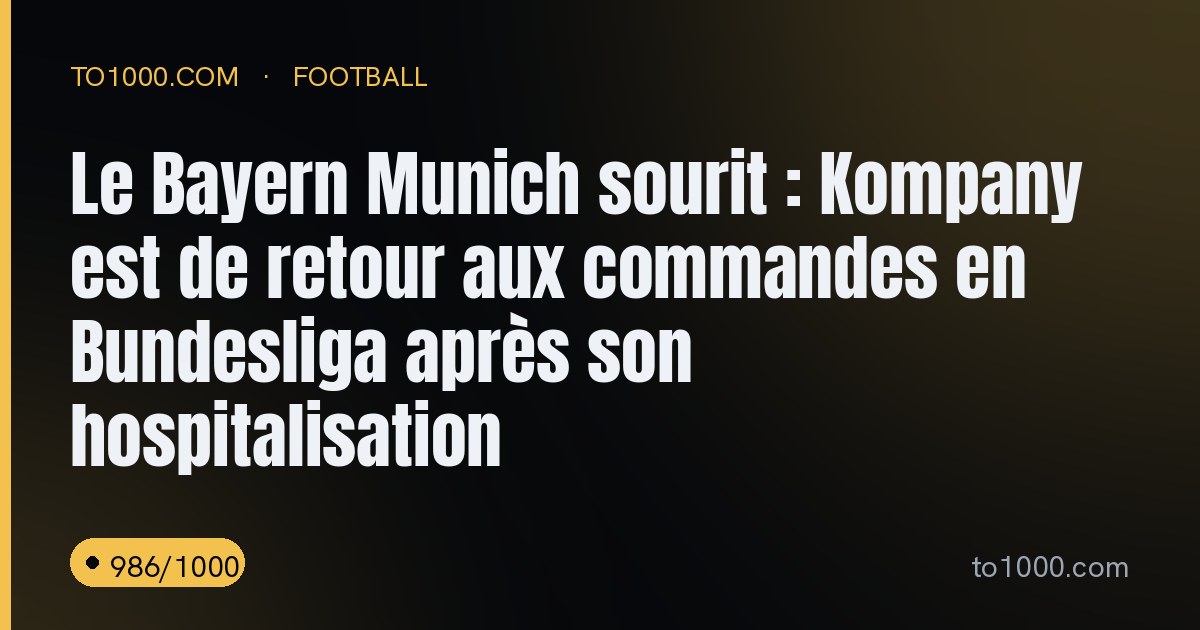 TO1000.COM · FOOTBALL
Le Bayern Munich sourit : Kompany
est de retour aux commandes en
Bundesliga après son
hospitalisation
986/1000
to1000.com